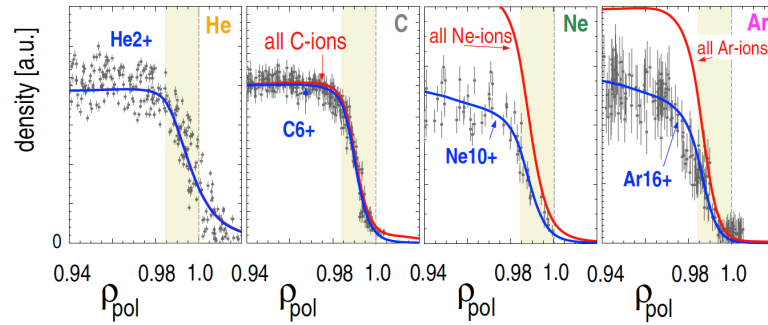 density [a.u.]
0
He
He2+
0.94
0.98
1.0
ρpol
C
all C-ions
C6+
0.94
0.98
1.0
ρpol
Ne
all Ne-ions
Ne10+
0.94
0.98
1.0
ρpol
Ar
all Ar-ions
Ar16+
0.94
0.98
1.0
ρpol